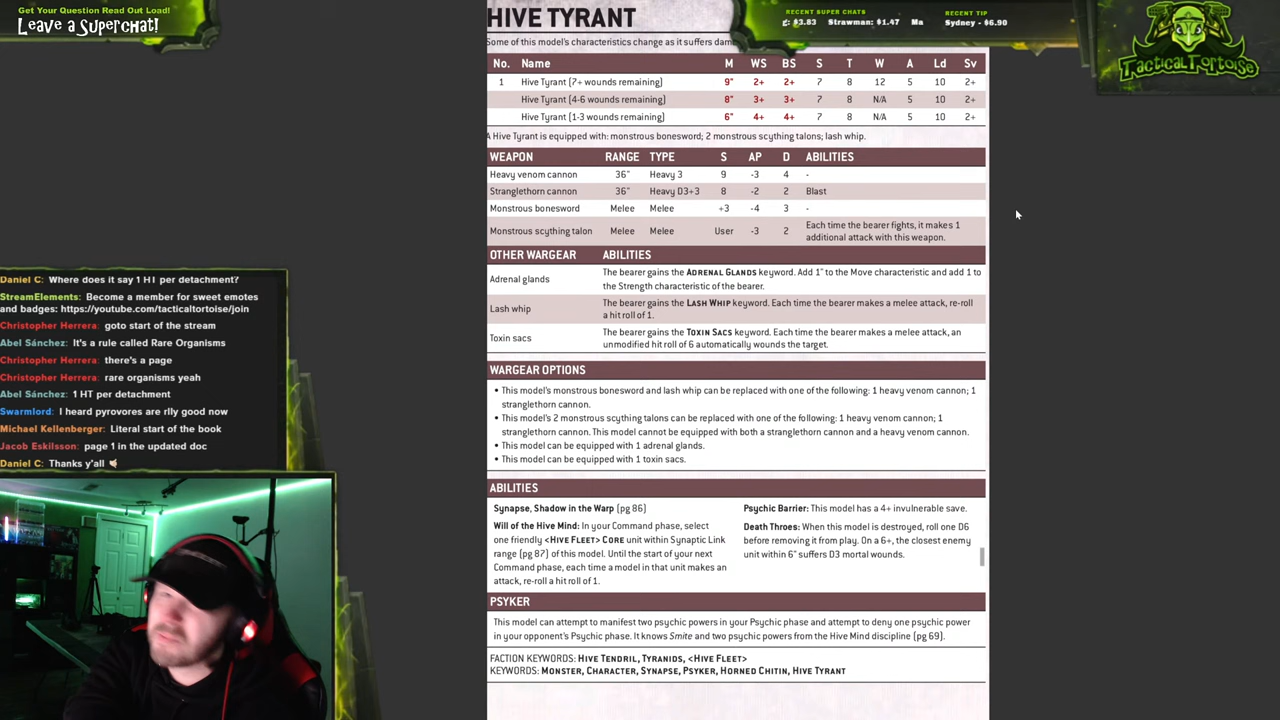 Get Your Question Read Out Load!
Leave a Superchat!
HIVE TYRANT
RECENT SUPER CHATS
g: $3.83 Strawman: $1.47 Ma
RECENT TIP
Sydney - $6.90
TACTICALTORTOISE
Some of this model's characteristics change as it suffers dam
No. Name M WS BS S T W A Ld Sv
1 Hive Tyrant (7+ wounds remaining) 9" 2+ 2+ 7 8 12 5 10 2+
Hive Tyrant (4-6 wounds remaining) 8" 3+ 3+ 7 8 N/A 5 10 2+
Hive Tyrant (1-3 wounds remaining) 6" 4+ 4+ 7 8 N/A 5 10 2+
A Hive Tyrant is equipped with: monstrous bonesword; 2 monstrous scything talons; lash whip.
WEAPON RANGE TYPE S AP D ABILITIES
Heavy venom cannon 36" Heavy 3 9 -3 4 -
Stranglethorn cannon 36" Heavy D3+3 8 -2 2 Blast
Monstrous bonesword Melee Melee +3 -4 3 -
Monstrous scything talon Melee Melee User -3 2 Each time the bearer fights, it makes 1
additional attack with this weapon.
OTHER WARGEAR ABILITIES
Adrenal glands The bearer gains the ADRENAL GLANDS keyword. Add 1" to the Move characteristic and add 1 to
the Strength characteristic of the bearer.
Lash whip The bearer gains the LASH WHIP keyword. Each time the bearer makes a melee attack, re-roll
a hit roll of 1.
Toxin sacs The bearer gains the TOXIN SACS keyword. Each time the bearer makes a melee attack, an
unmodified hit roll of 6 automatically wounds the target.
WARGEAR OPTIONS
• This model's monstrous bonesword and lash whip can be replaced with one of the following: 1 heavy venom cannon; 1
stranglethorn cannon.
• This model's 2 monstrous scything talons can be replaced with one of the following: 1 heavy venom cannon; 1
stranglethorn cannon. This model cannot be equipped with both a stranglethorn cannon and a heavy venom cannon.
• This model can be equipped with 1 adrenal glands.
• This model can be equipped with 1 toxin sacs.
ABILITIES
Synapse, Shadow in the Warp (pg 86)
Will of the Hive Mind: In your Command phase, select
one friendly <HIVE FLEET> CORE unit within Synaptic Link
range (pg 87) of this model. Until the start of your next
Command phase, each time a model in that unit makes an
attack, re-roll a hit roll of 1.
Psychic Barrier: This model has a 4+ invulnerable save.
Death Throes: When this model is destroyed, roll one D6
before removing it from play. On a 6+, the closest enemy
unit within 6" suffers D3 mortal wounds.
PSYKER
This model can attempt to manifest two psychic powers in your Psychic phase and attempt to deny one psychic power
in your opponent's Psychic phase. It knows Smite and two psychic powers from the Hive Mind discipline (pg 69).
FACTION KEYWORDS: HIVE TENDRIL, TYRANIDS, <HIVE FLEET>
KEYWORDS: MONSTER, CHARACTER, SYNAPSE, PSYKER, HORNED CHITIN, HIVE TYRANT
Daniel C: Where does it say 1 HT per detachment?
StreamElements: Become a member for sweet emotes
and badges: https://youtube.com/tacticaltortoise/join
Christopher Herrera: goto start of the stream
Abel Sánchez: It's a rule called Rare Organisms
Christopher Herrera: there's a page
Christopher Herrera: rare organisms yeah
Abel Sánchez: 1 HT per detachment
Swarmlord: I heard pyrovores are rlly good now
Michael Kellenberger: Literal start of the book
Jacob Eskilsson: page 1 in the updated doc
Daniel C: Thanks y'all